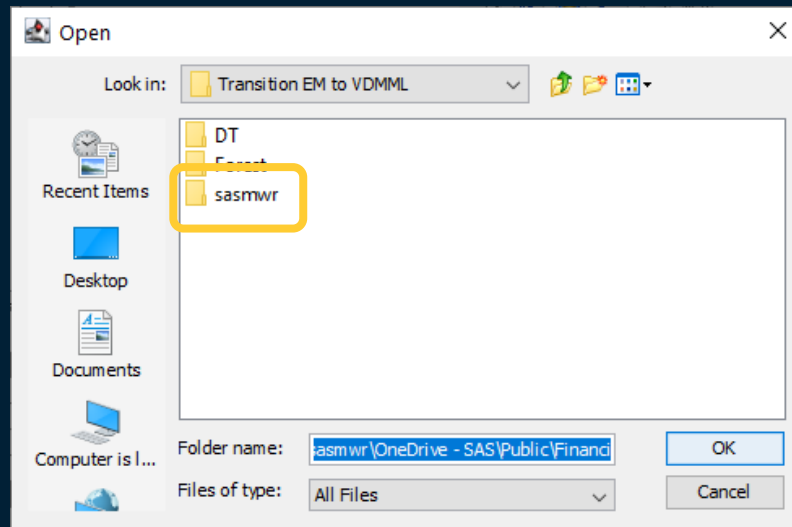 Open
Look in:
Transition EM to VDMML
DT
Forest
sasmwr
Recent Items
Desktop
Documents
Computer is l...
Folder name:
sasmwr\OneDrive - SAS\Public\Financi
OK
Files of type:
All Files
Cancel